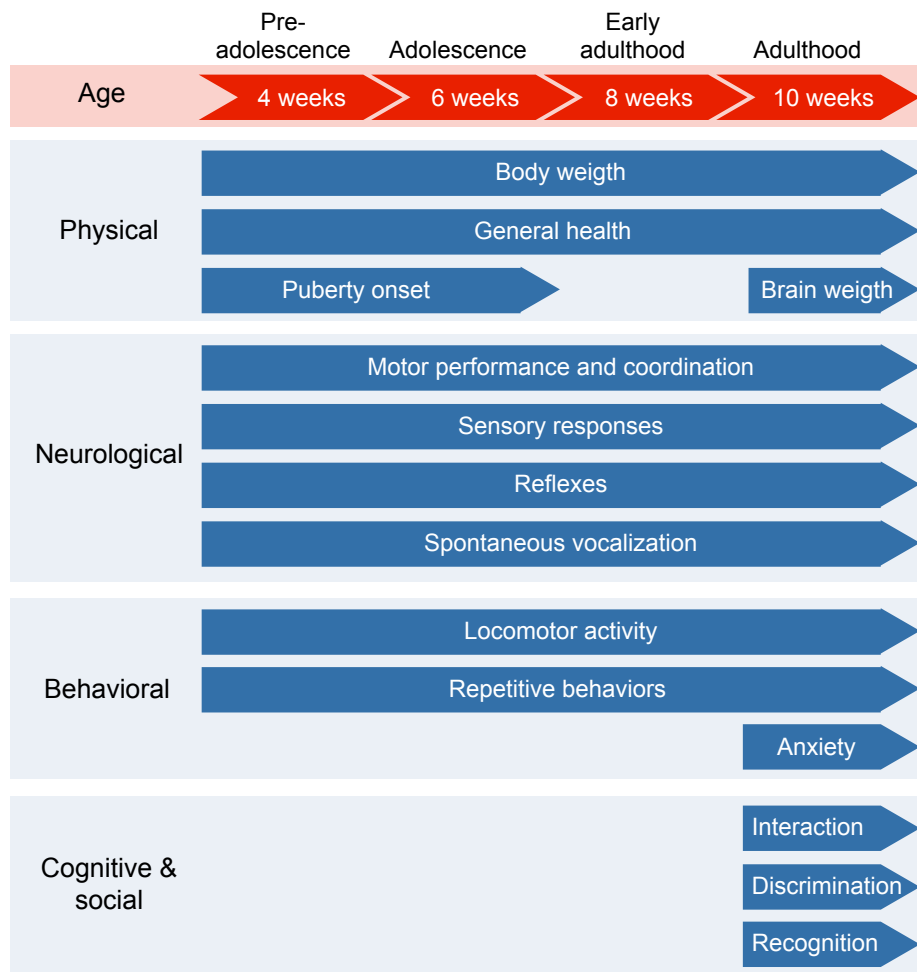 Pre-
adolescence
Adolescence
Early
adulthood
Adulthood
Age
4 weeks
6 weeks
8 weeks
10 weeks
Physical
Body weigth
General health
Puberty onset
Brain weigth
Neurological
Motor performance and coordination
Sensory responses
Reflexes
Spontaneous vocalization
Behavioral
Locomotor activity
Repetitive behaviors
Anxiety
Cognitive &
social
Interaction
Discrimination
Recognition